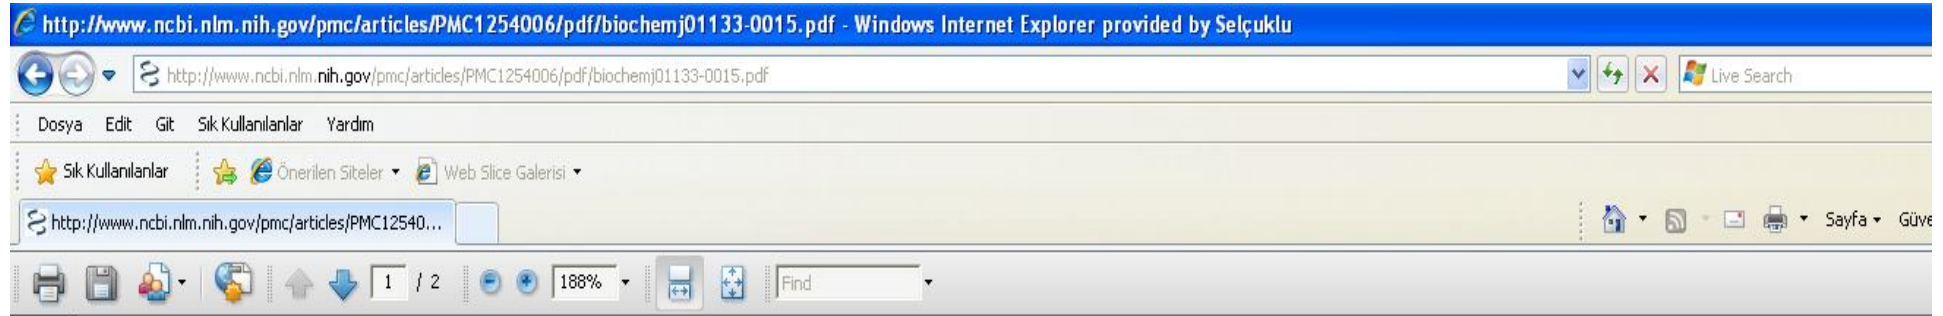 http://www.ncbi.nlm.nih.gov/pmc/articles/PMC1254006/pdf/biochemj01133-0015.pdf - Windows Internet Explorer provided by Selçuklu
http://www.ncbi.nlm.nih.gov/pmc/articles/PMC1254006/pdf/biochemj01133-0015.pdf Live Search
Dosya Edit Git Sık Kullanılanlar Yardım
Sık Kullanılanlar Önerilen Siteler Web Slice Galerisi
http://www.ncbi.nlm.nih.gov/pmc/articles/PMC12540... Sayfa Güve
1 / 2 188% Find